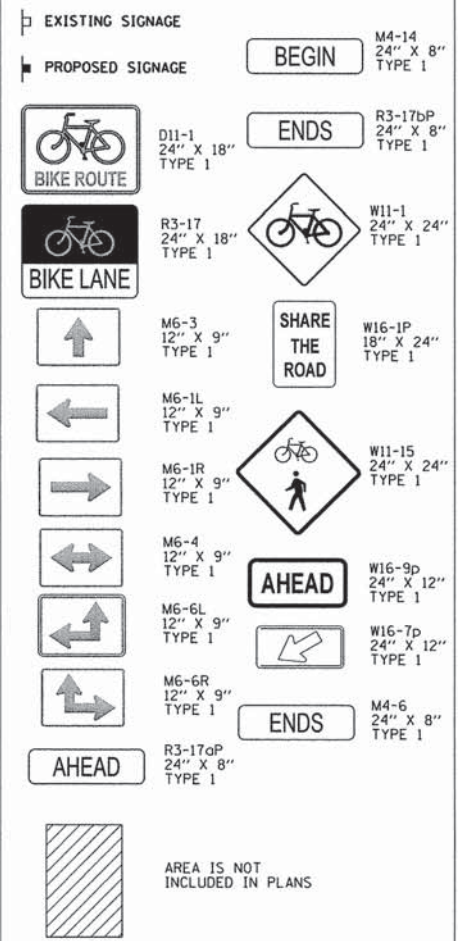 EXISTING SIGNAGE
PROPOSED SIGNAGE
BIKE ROUTE
D11-1
24" X 18"
TYPE 1
BIKE LANE
R3-17
24" X 18"
TYPE 1
M6-3
12" X 9"
TYPE 1
M6-1L
12" X 9"
TYPE 1
M6-1R
12" X 9"
TYPE 1
M6-4
12" X 9"
TYPE 1
M6-6L
12" X 9"
TYPE 1
M6-6R
12" X 9"
TYPE 1
AHEAD
R3-17aP
24" X 8"
TYPE 1
AREA IS NOT
INCLUDED IN PLANS
BEGIN
M4-14
24" X 8"
TYPE 1
ENDS
R3-17bP
24" X 8"
TYPE 1
W11-1
24" X 24"
TYPE 1
SHARE
THE
ROAD
W16-1P
18" X 24"
TYPE 1
W11-15
24" X 24"
TYPE 1
AHEAD
W16-9p
24" X 12"
TYPE 1
W16-7p
24" X 12"
TYPE 1
ENDS
M4-6
24" X 8"
TYPE 1